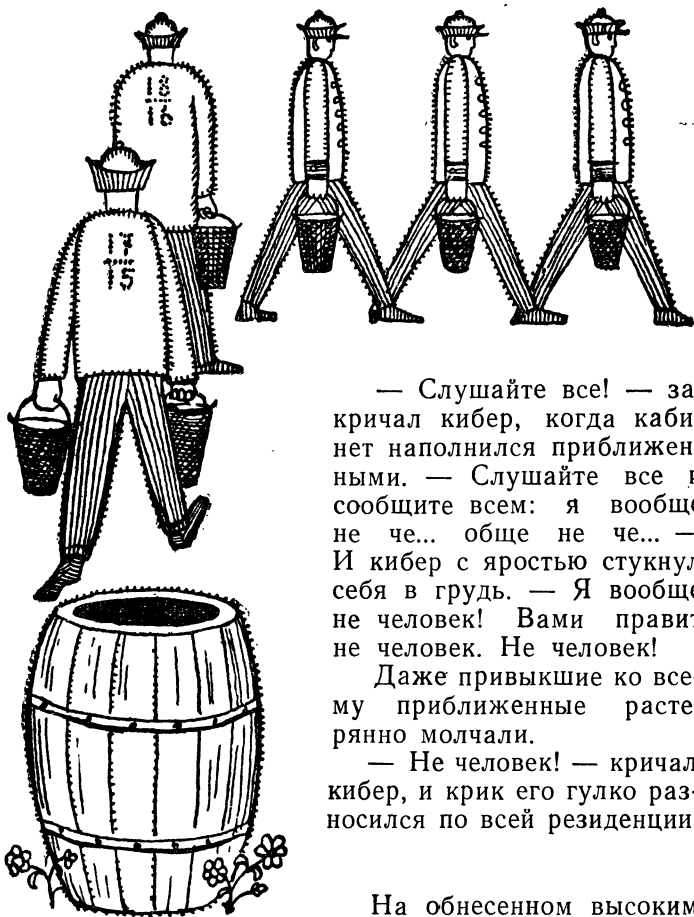 18
16
17
15
— Слушайте все! — за-
кричал кибер, когда каби-
нет наполнился приближен-
ными. — Слушайте все и
сообщите всем: я вообще
не че... обще не че... —
И кибер с яростью стукнул
себя в грудь. — Я вообще
не человек! Вами правит
не человек. Не человек!
Даже привыкшие ко все-
му приближенные расте-
рянно молчали.
— Не человек! — кричал
кибер, и крик его гулко раз-
носился по всей резиденции.
На обнесенном высоким